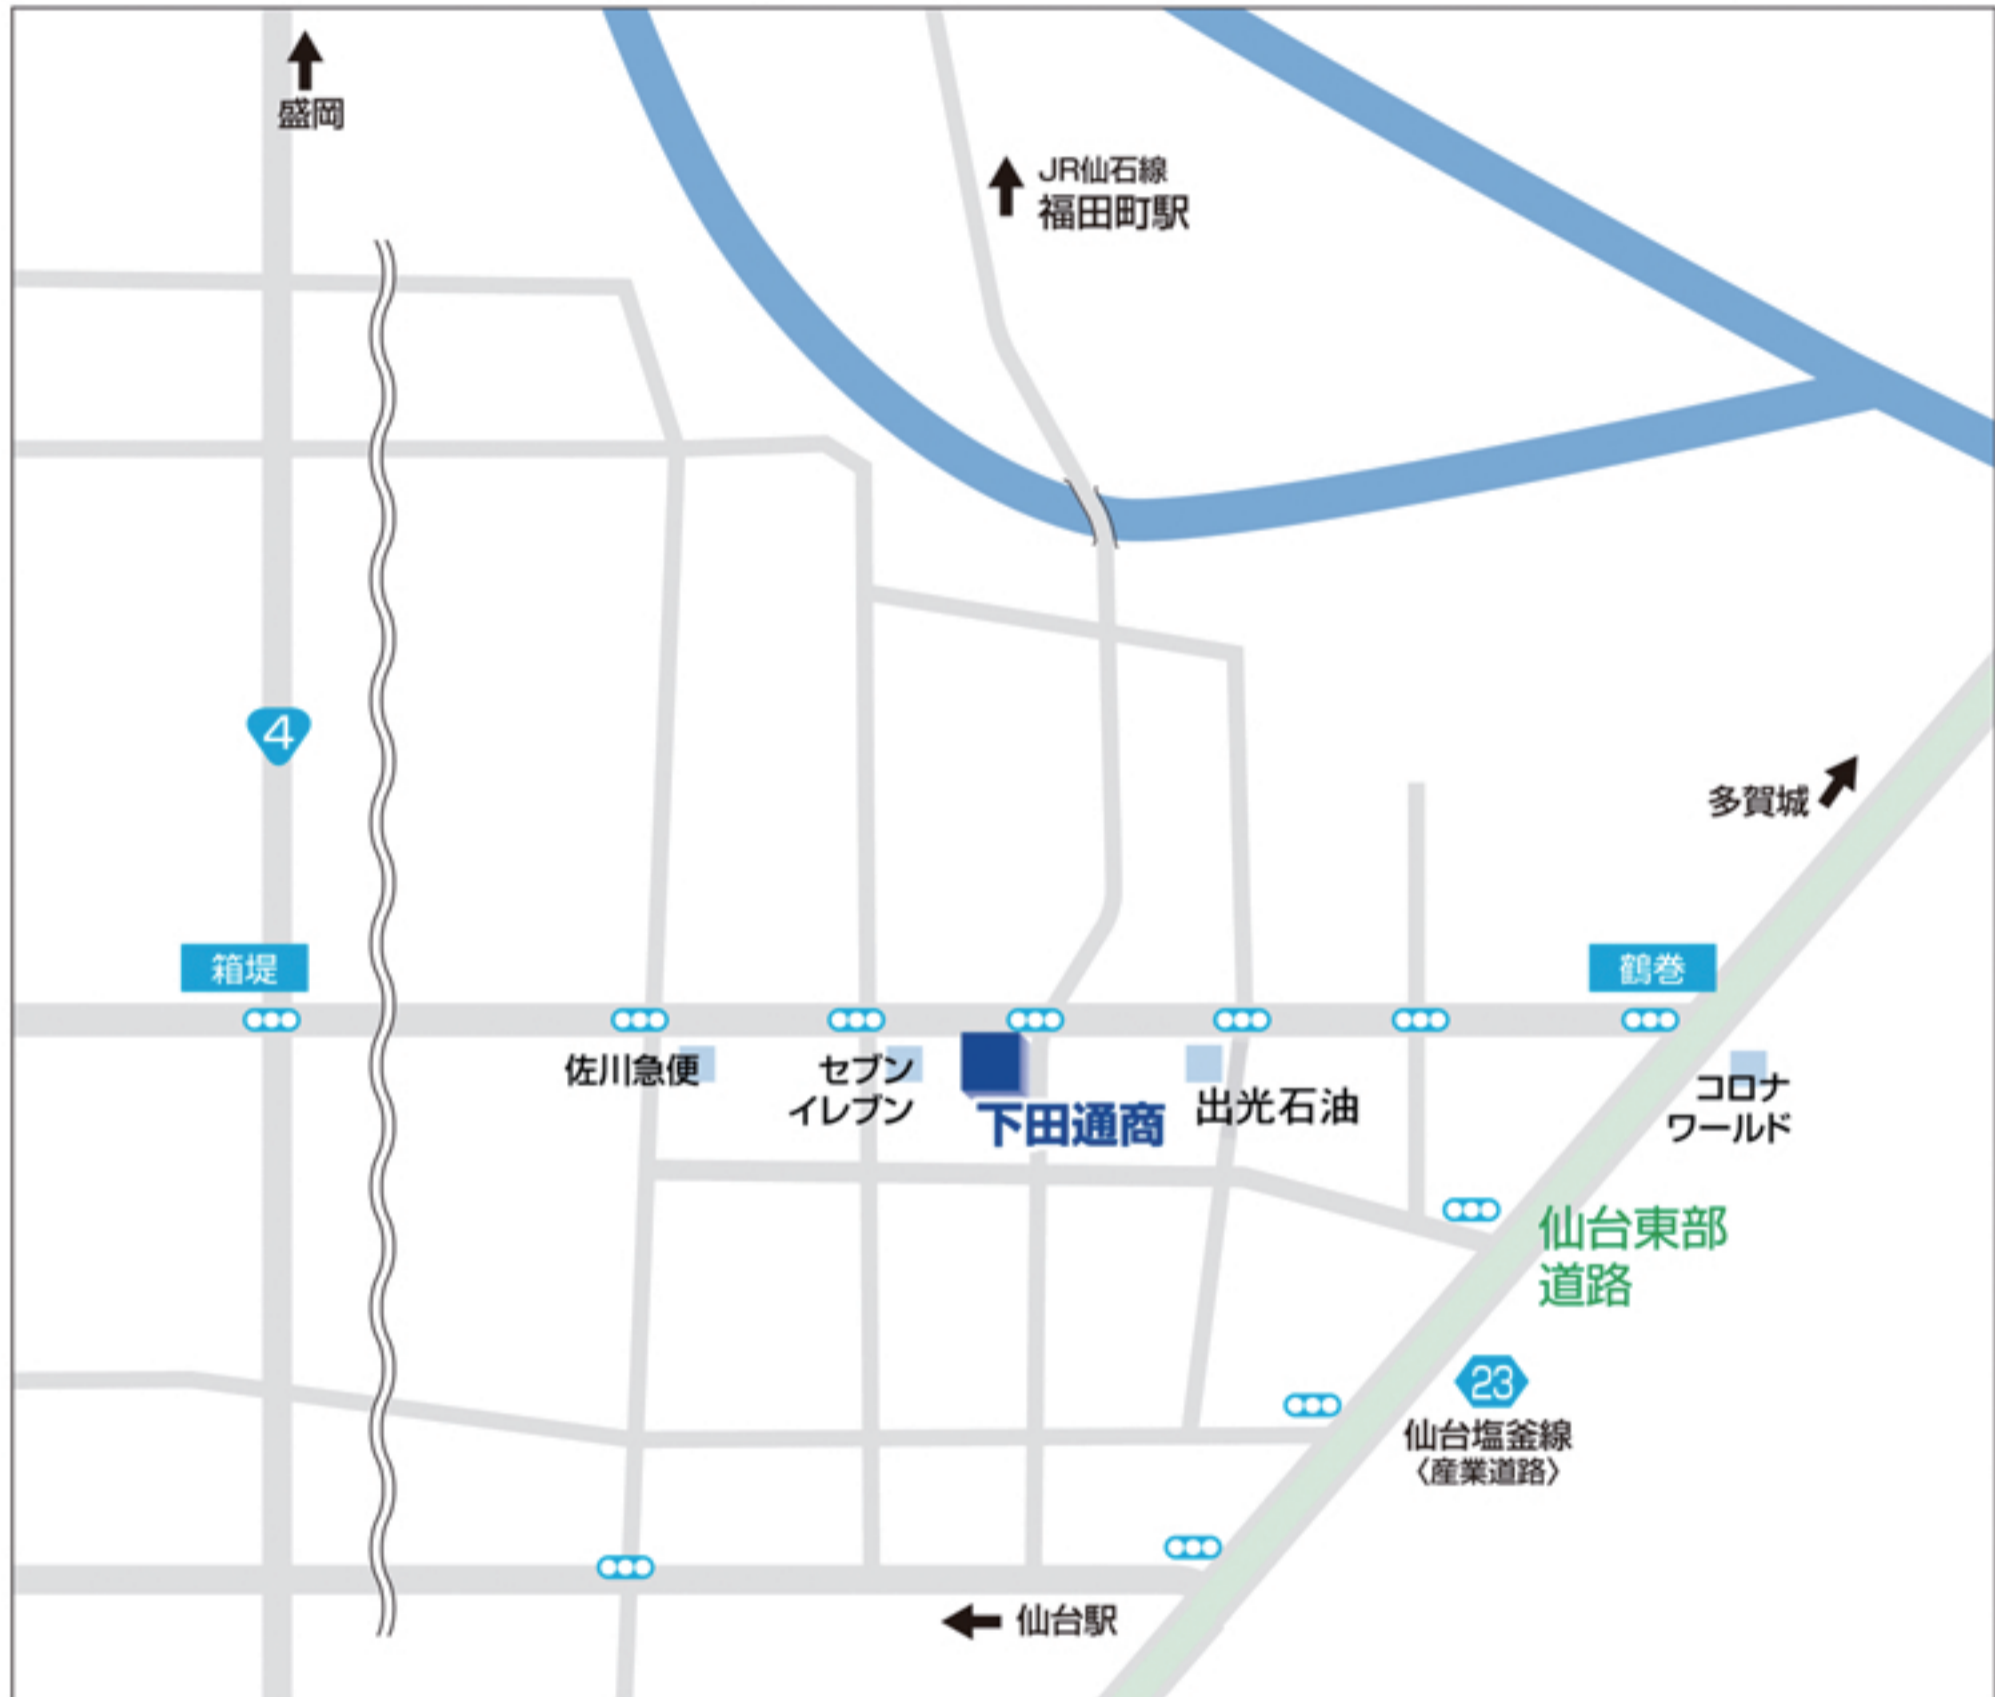 盛岡
JR仙石線
福田町駅
4
多賀城
箱堤
鶴巻
佐川急便
セブン
イレブン
下田通商
出光石油
コロナ
ワールド
仙台東部
道路
23
仙台塩釜線
〈産業道路〉
仙台駅